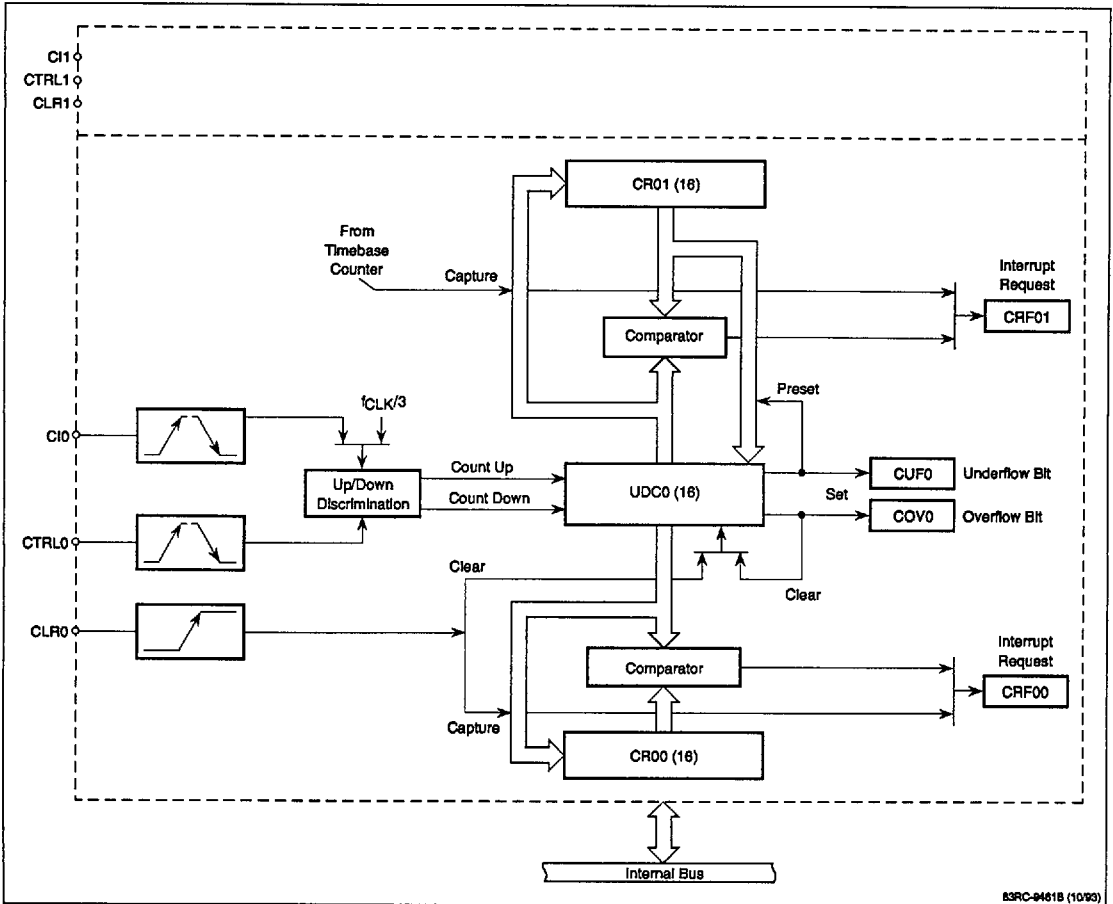 CI1
CTRL1
CLR1
CR01 (16)
From
Timebase
Counter
Capture
Interrupt
Request
CRF01
Comparator
Preset
fCLK/3
CI0
Count Up
Up/Down
Discrimination
Count Down
UDC0 (16)
Set
CUF0
Underflow Bit
COV0
Overflow Bit
CTRL0
Clear
Clear
CLR0
Comparator
Interrupt
Request
CRF00
Capture
CR00 (16)
Internal Bus
83RC-9461B (10/93)